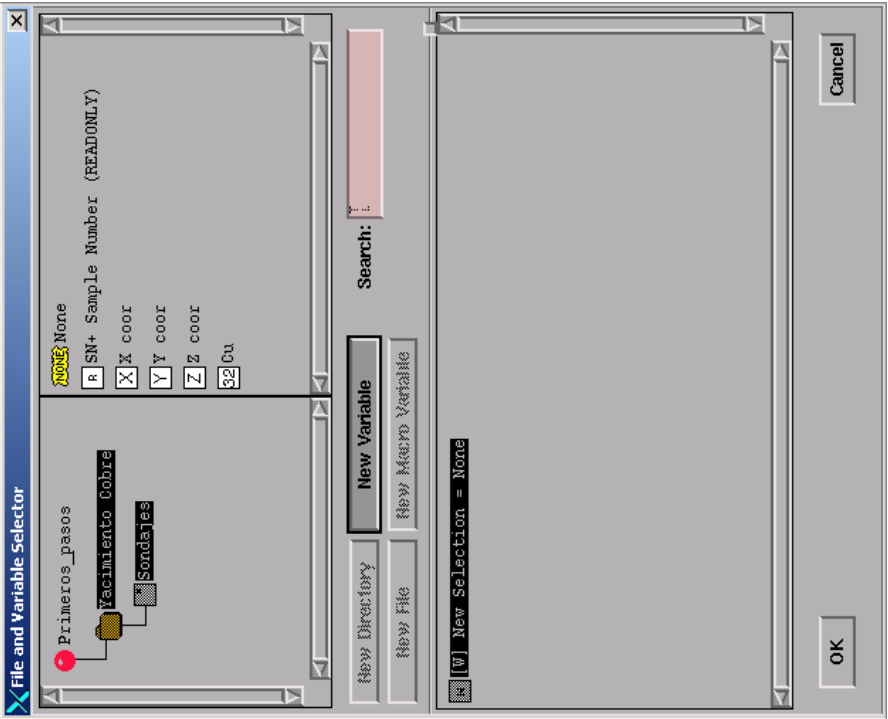 File and Variable Selector
Primeros_pasos
Yacimiento Cobre
Sondajes
NONE None
R SN+ Sample Number (READONLY)
X X coor
Y Y coor
Z Z coor
32 Cu
New Directory
New Variable
Search:
New File
New Macro Variable
[W] New Selection = None
OK
Cancel